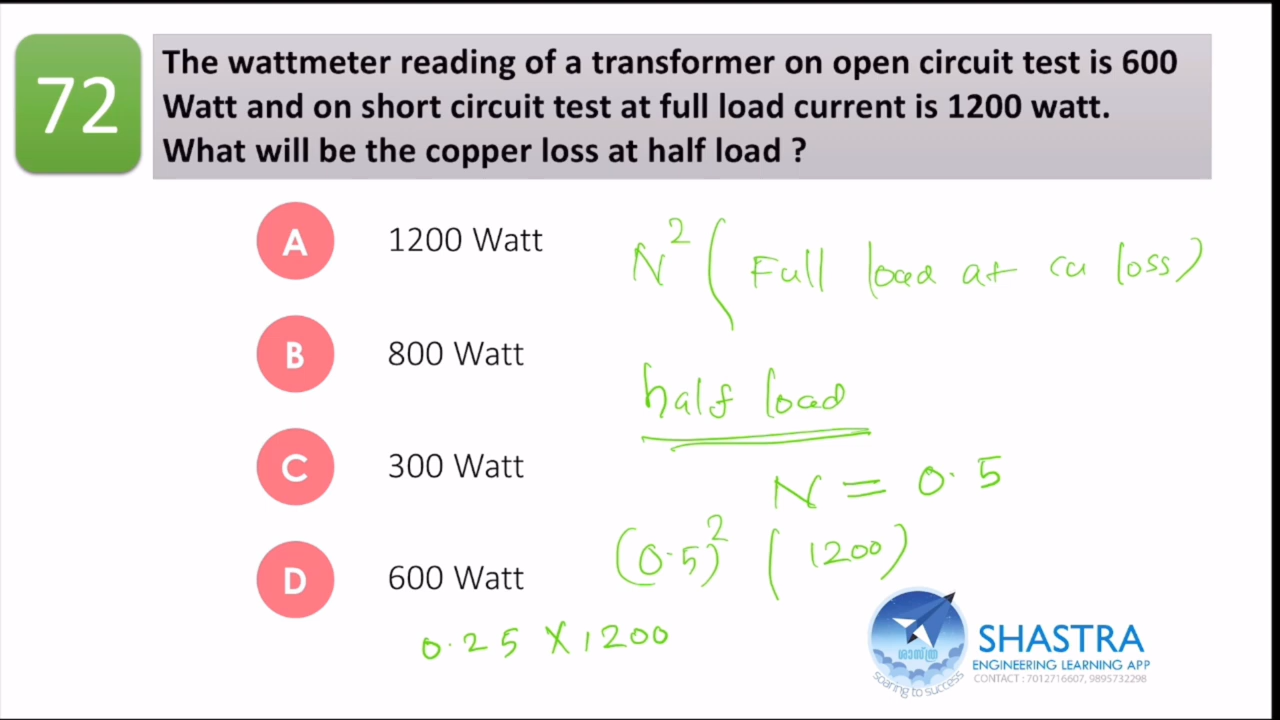 72
The wattmeter reading of a transformer on open circuit test is 600
Watt and on short circuit test at full load current is 1200 watt.
What will be the copper loss at half load ?
A 1200 Watt
N² ( Full load at cu loss)
B 800 Watt
half load
C 300 Watt
N = 0.5
(0.5)² (1200)
D 600 Watt
0.25 X 1200
ശാസ്ത്ര
soaring to success
SHASTRA
ENGINEERING LEARNING APP
CONTACT : 7012716607, 9895732298